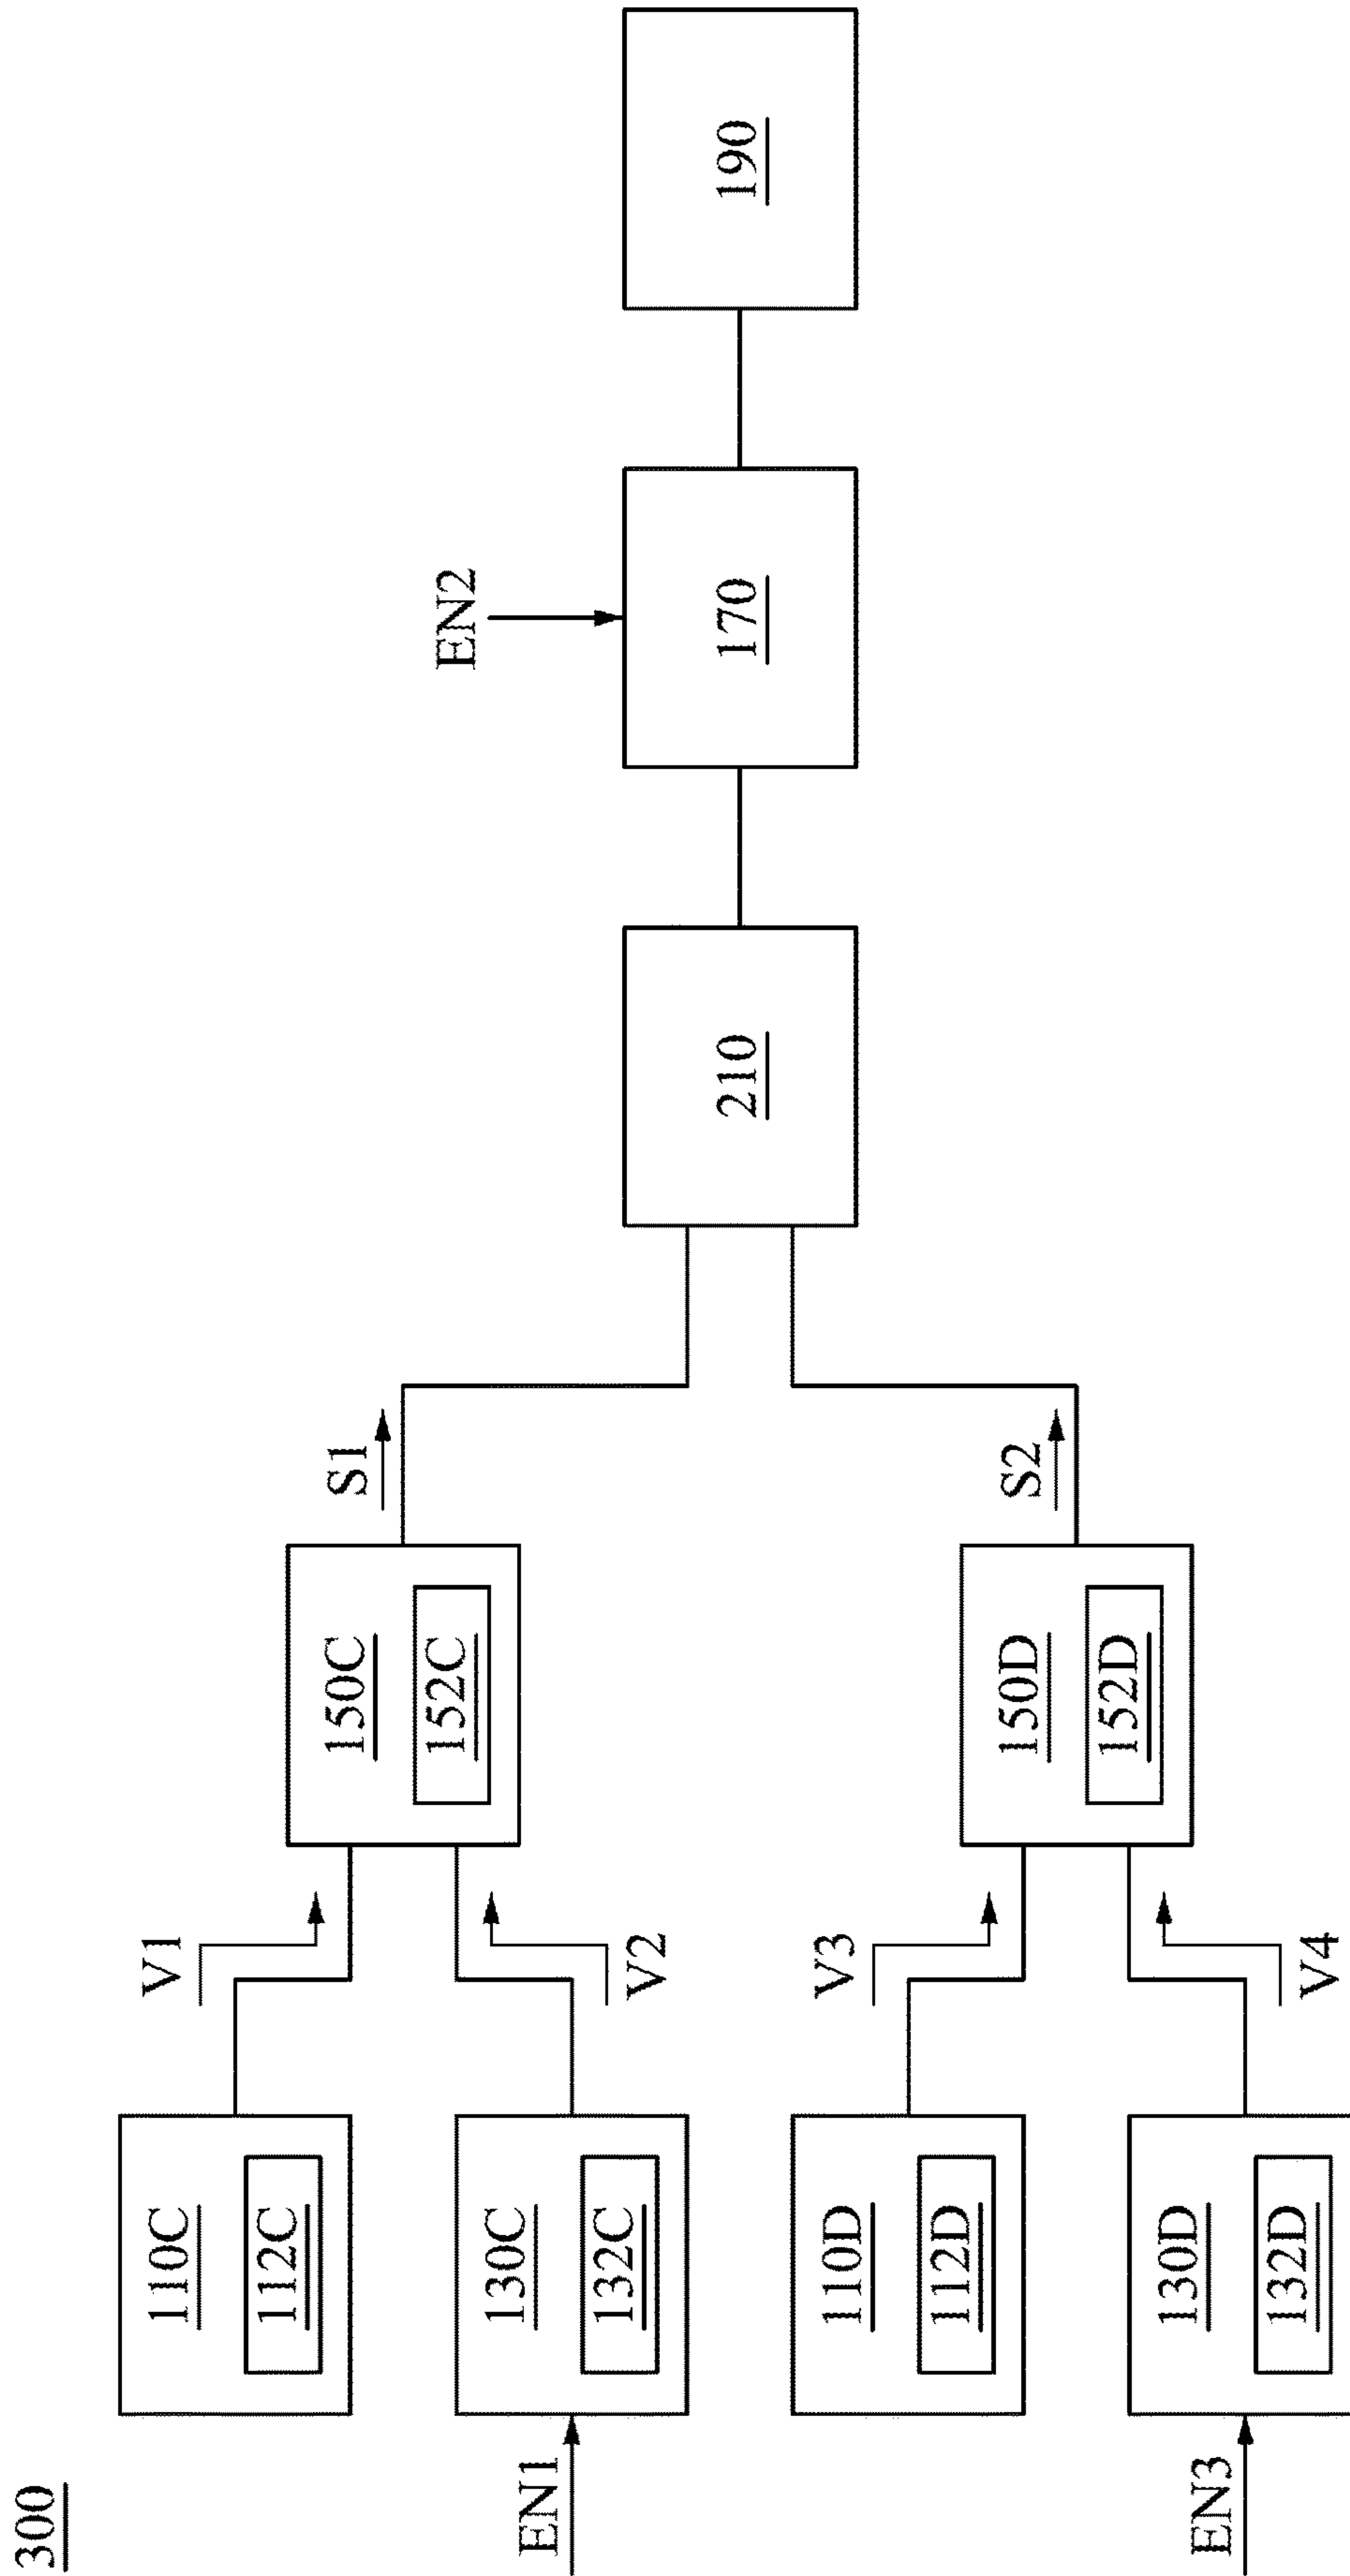 300
110C
112C
V1
EN1
130C
132C
V2
150C
152C
S1
110D
112D
V3
EN3
130D
132D
V4
150D
152D
S2
210
EN2
170
190